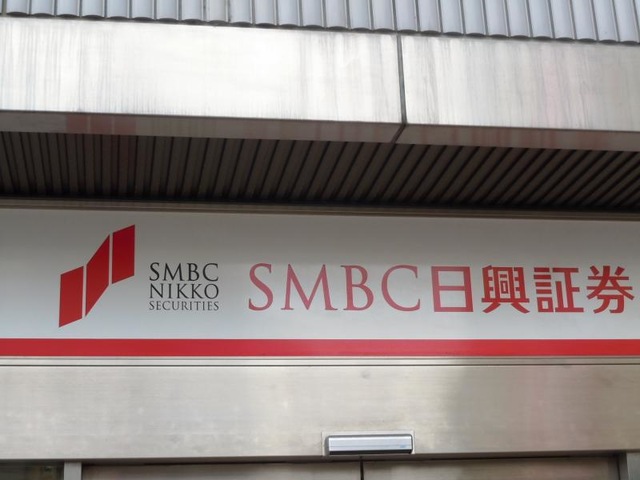 SMBC
NIKKO
SECURITIES
SMBC日興証券